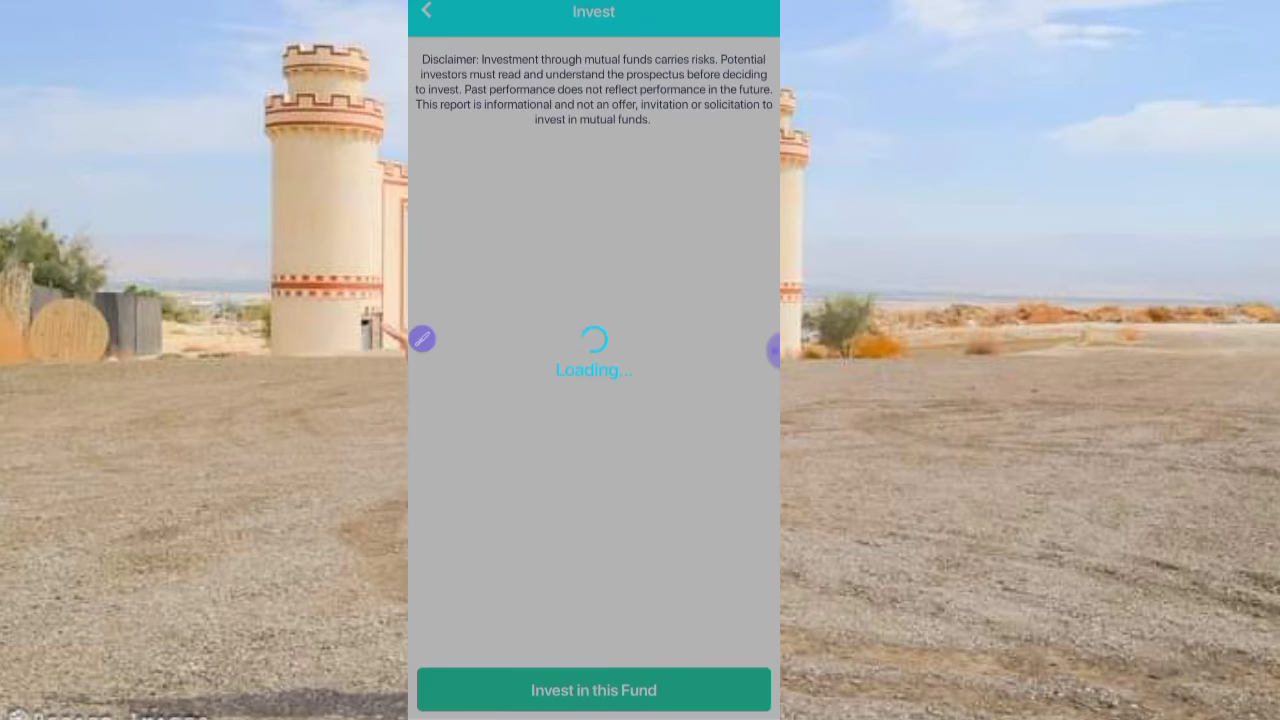 Invest
Disclaimer: Investment through mutual funds carries risks. Potential
investors must read and understand the prospectus before deciding
to invest. Past performance does not reflect performance in the future.
This report is informational and not an offer, invitation or solicitation to
invest in mutual funds.
Loading...
Invest in this Fund